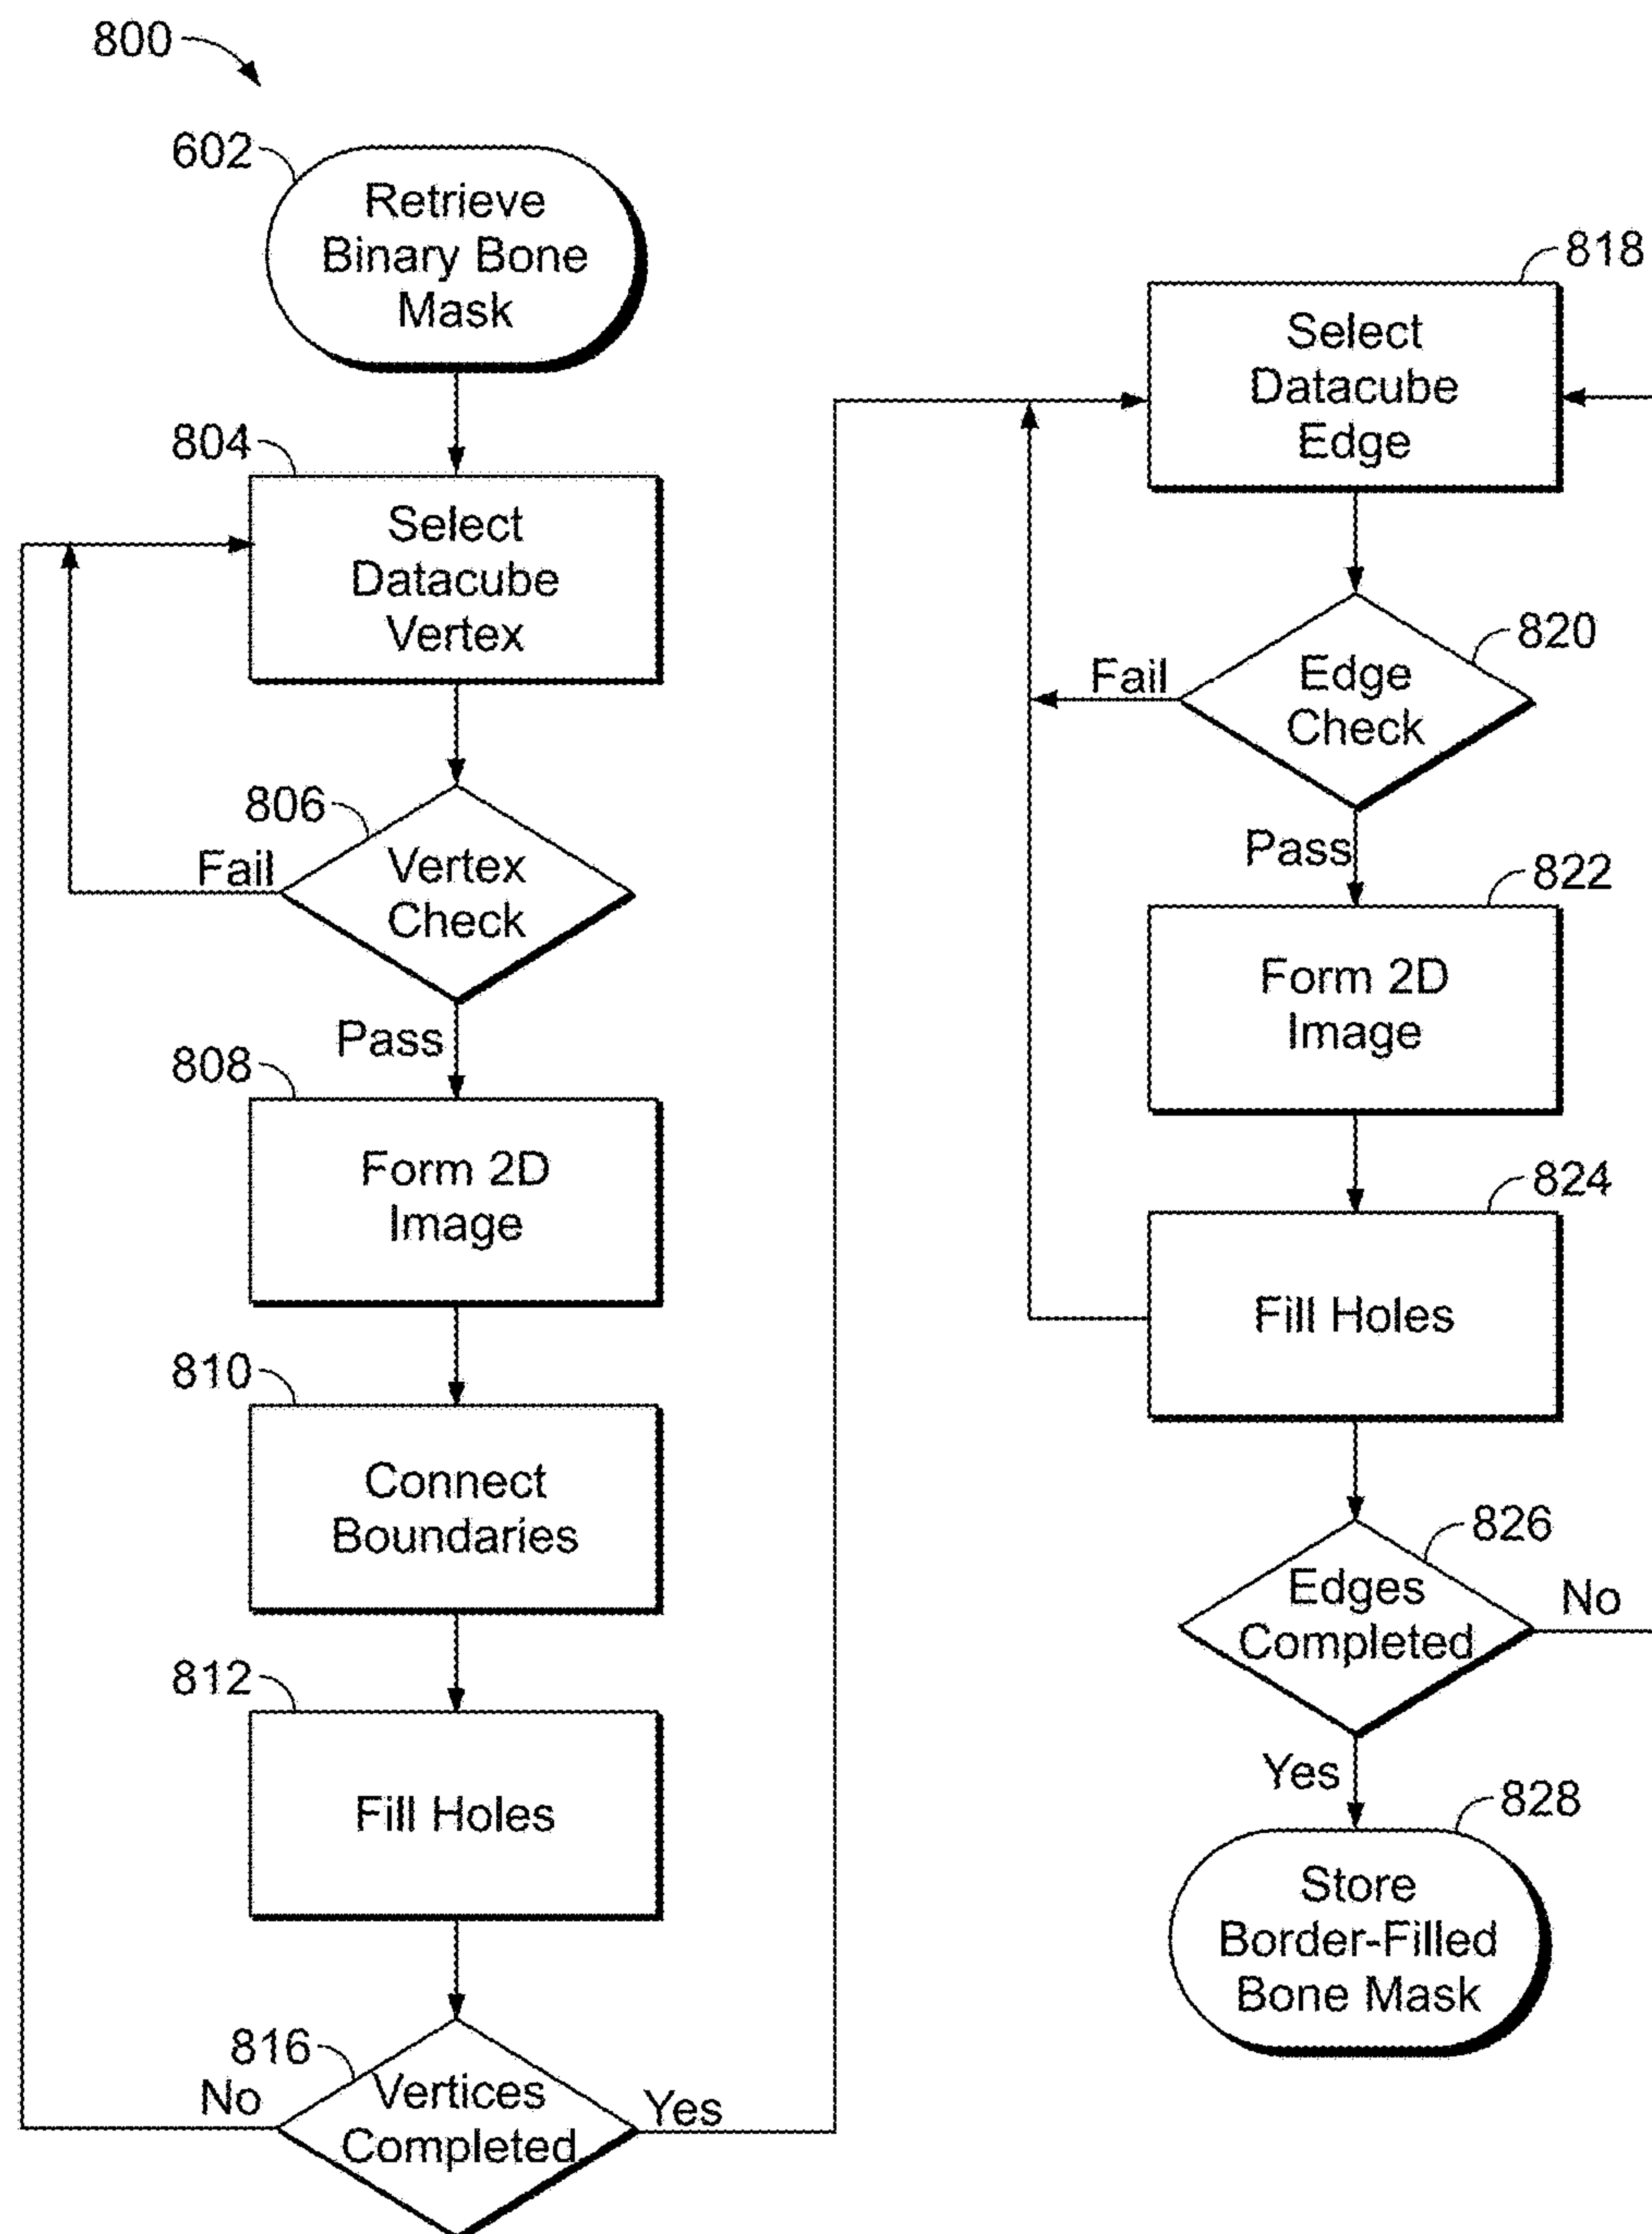 800
602
Retrieve
Binary Bone
Mask
804
Select
Datacube
Vertex
806
Fail
Vertex
Check
Pass
808
Form 2D
Image
810
Connect
Boundaries
812
Fill Holes
816
No
Vertices
Completed
Yes
818
Select
Datacube
Edge
820
Fail
Edge
Check
Pass
822
Form 2D
Image
824
Fill Holes
826
Edges
Completed
No
Yes
828
Store
Border-Filled
Bone Mask